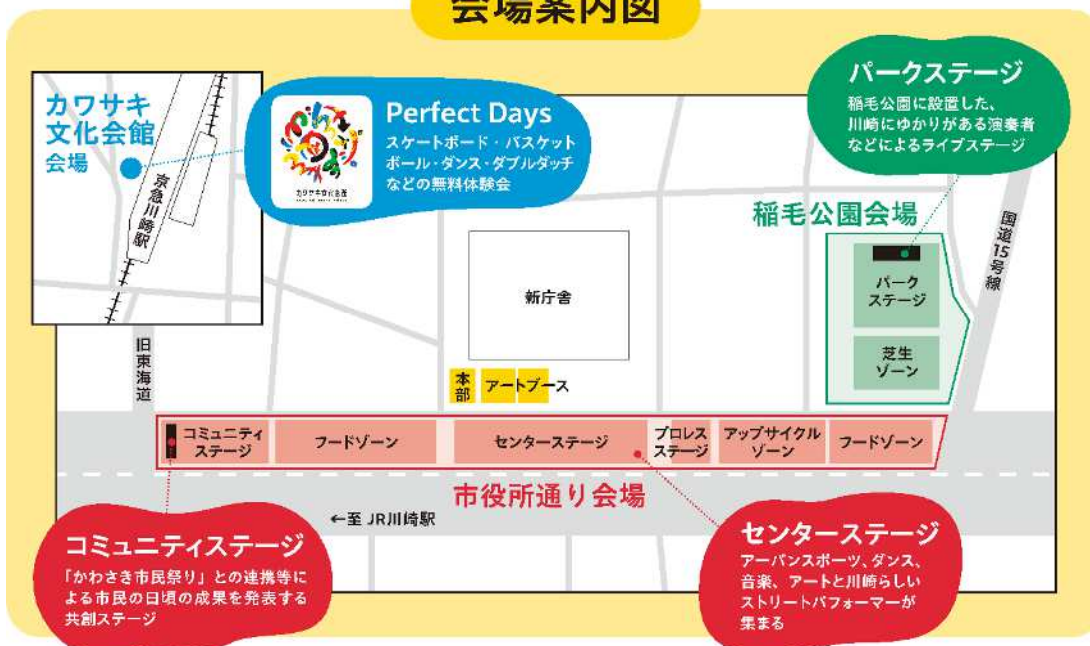 会場案内図
カワサキ
文化会館
会場
京急川崎駅
カワサキ文化会館
Perfect Days
スケートボード・バスケット
ボール・ダンス・ダブルダッチ
などの無料体験会
パークステージ
稲毛公園に設置した、
川崎にゆかりがある演奏者
などによるライブステージ
稲毛公園会場
国道15号線
パーク
ステージ
芝生
ゾーン
新庁舎
旧東海道
本部
アートブース
コミュニティ
ステージ
フードゾーン
センターステージ
プロレス
ステージ
アップサイクル
ゾーン
フードゾーン
市役所通り会場
←至 JR川崎駅
コミュニティステージ
「かわさき市民祭り」との連携等に
よる市民の日頃の成果を発表する
共創ステージ
センターステージ
アーバンスポーツ、ダンス、
音楽、アートと川崎らしい
ストリートパフォーマーが
集まる